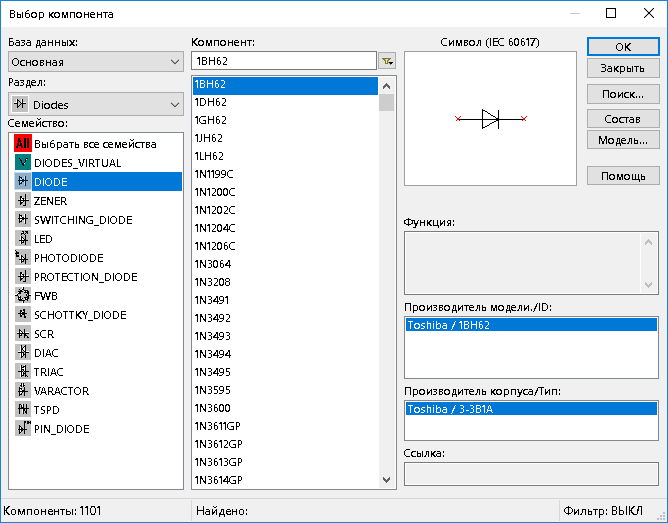 Выбор компонента
База данных:
Основная
Раздел:
Diodes
Семейство:
All Выбрать все семейства
DIODES_VIRTUAL
DIODE
ZENER
SWITCHING_DIODE
LED
PHOTODIODE
PROTECTION_DIODE
FWB
SCHOTTKY_DIODE
SCR
DIAC
TRIAC
VARACTOR
TSPD
PIN_DIODE
Компонент:
1BH62
1BH62
1DH62
1GH62
1JH62
1LH62
1N1199C
1N1200C
1N1202C
1N1204C
1N1206C
1N3064
1N3208
1N3491
1N3492
1N3493
1N3494
1N3495
1N3595
1N3600
1N3611GP
1N3612GP
1N3613GP
1N3614GP
Символ (IEC 60617)
Функция:
Производитель модели./ID:
Toshiba / 1BH62
Производитель корпуса/Тип:
Toshiba / 3-3B1A
Ссылка:
OK
Закрыть
Поиск...
Состав
Модель...
Помощь
Компоненты: 1101
Найдено:
Фильтр: ВЫКЛ